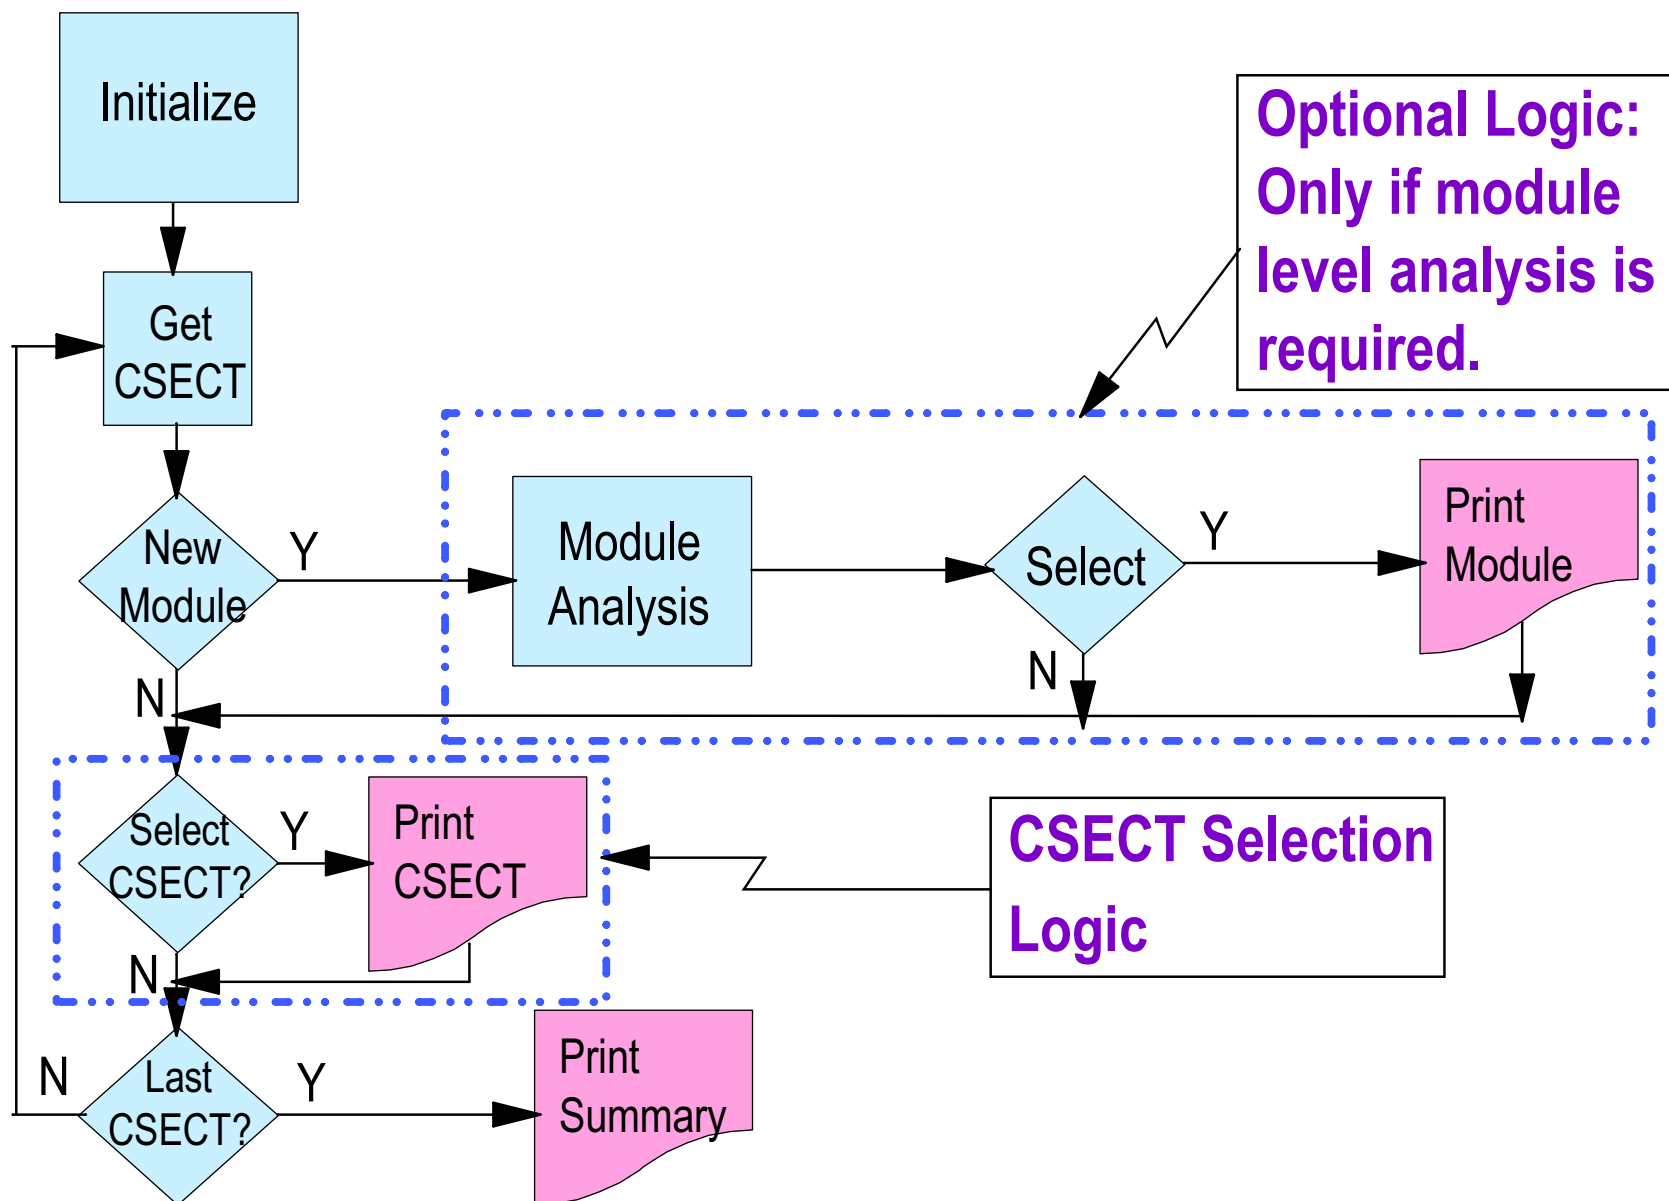 Initialize
Optional Logic:
Only if module
level analysis is
required.
Get
CSECT
New
Module
Y
Module
Analysis
Select
Y
Print
Module
N
N
Select
CSECT?
Y
Print
CSECT
CSECT Selection
Logic
N
Last
CSECT?
N
Y
Print
Summary